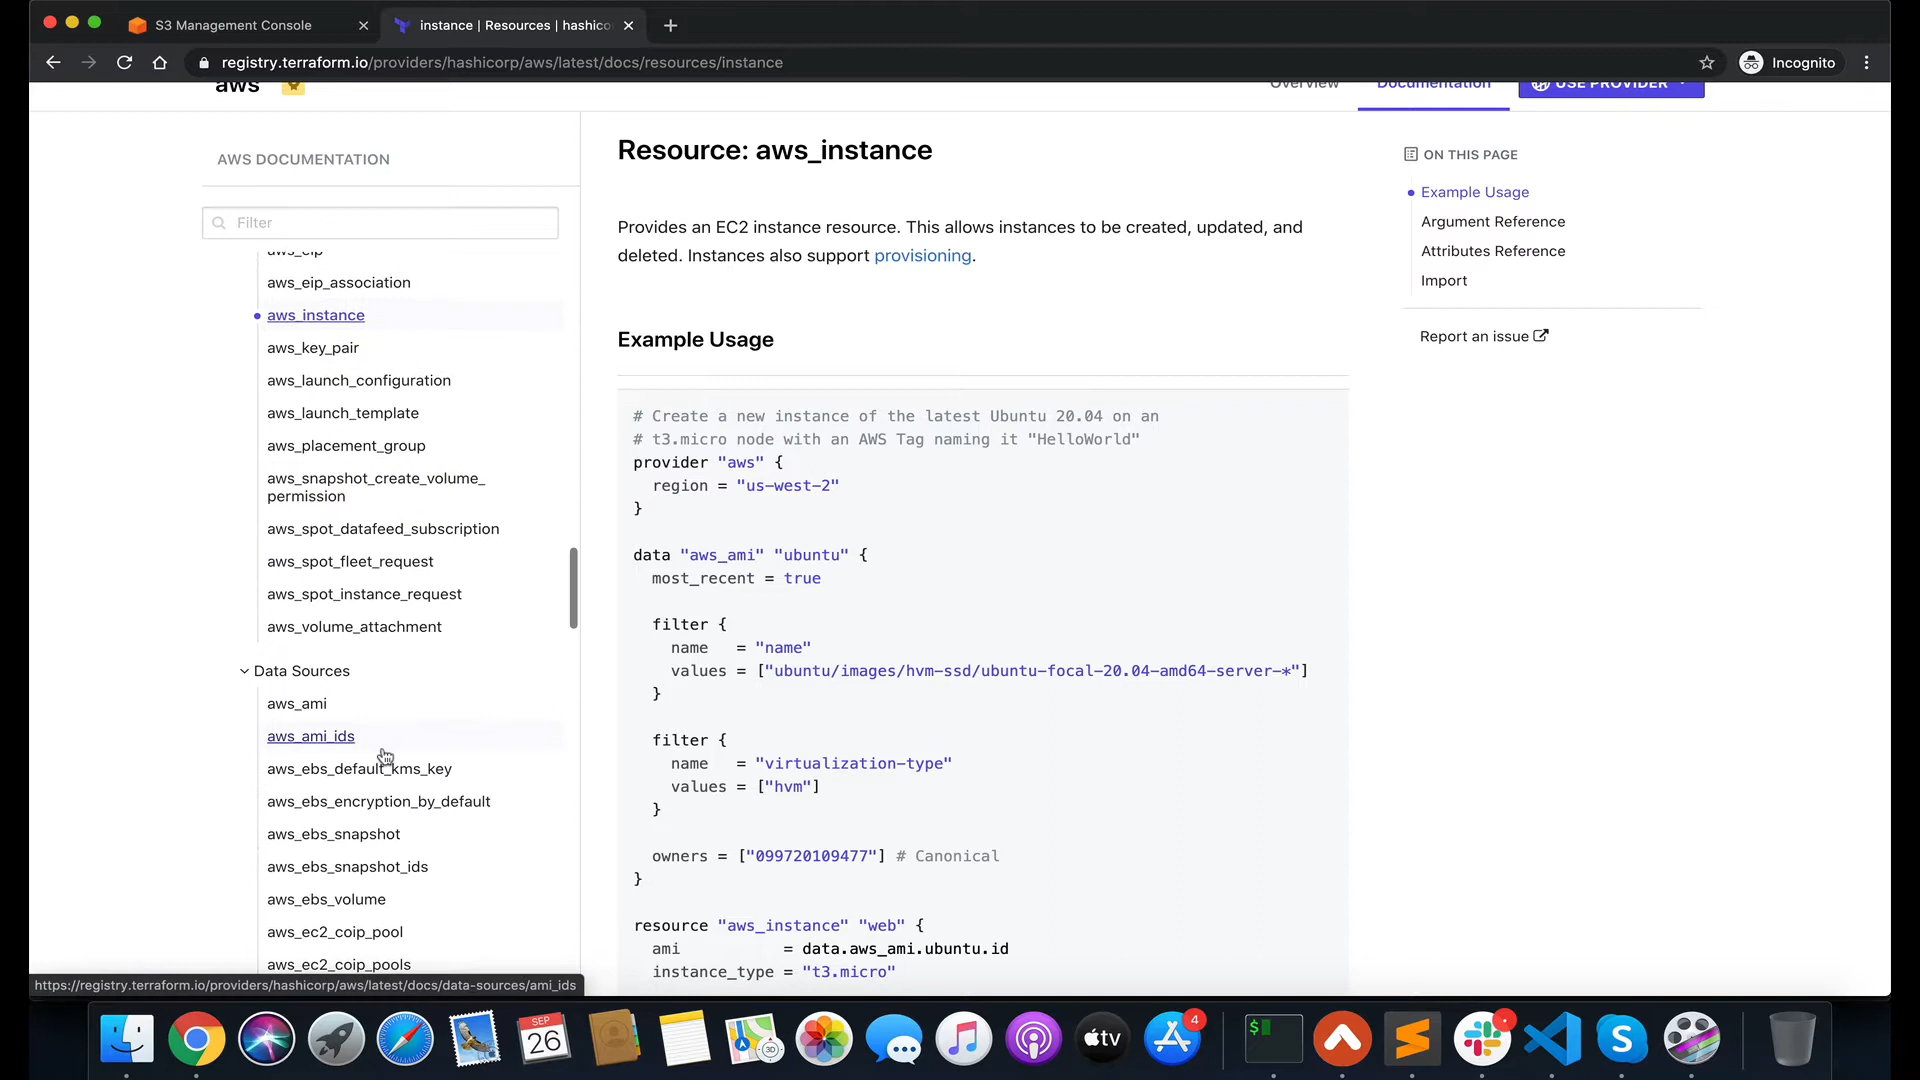 S3 Management Console
instance | Resources | hashico
registry.terraform.io/providers/hashicorp/aws/latest/docs/resources/instance
Incognito
aws
Overview
Documentation
USE PROVIDER
AWS DOCUMENTATION
Filter
aws_eip
aws_eip_association
aws_instance
aws_key_pair
aws_launch_configuration
aws_launch_template
aws_placement_group
aws_snapshot_create_volume_
permission
aws_spot_datafeed_subscription
aws_spot_fleet_request
aws_spot_instance_request
aws_volume_attachment
Data Sources
aws_ami
aws_ami_ids
aws_ebs_default_kms_key
aws_ebs_encryption_by_default
aws_ebs_snapshot
aws_ebs_snapshot_ids
aws_ebs_volume
aws_ec2_coip_pool
aws_ec2_coip_pools
https://registry.terraform.io/providers/hashicorp/aws/latest/docs/data-sources/ami_ids
Resource: aws_instance
Provides an EC2 instance resource. This allows instances to be created, updated, and
deleted. Instances also support provisioning.
Example Usage
# Create a new instance of the latest Ubuntu 20.04 on an
# t3.micro node with an AWS Tag naming it "HelloWorld"
provider "aws" {
region = "us-west-2"
}
data "aws_ami" "ubuntu" {
most_recent = true
filter {
name = "name"
values = ["ubuntu/images/hvm-ssd/ubuntu-focal-20.04-amd64-server-*"]
}
filter {
name = "virtualization-type"
values = ["hvm"]
}
owners = ["099720109477"] # Canonical
}
resource "aws_instance" "web" {
ami = data.aws_ami.ubuntu.id
instance_type = "t3.micro"
ON THIS PAGE
Example Usage
Argument Reference
Attributes Reference
Import
Report an issue
SEP
26
3D
tv
4
$
S